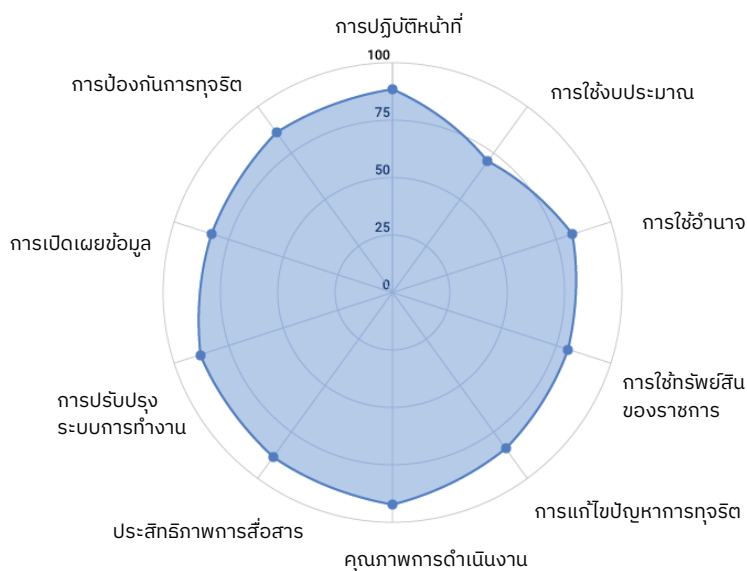 การปฏิบัติหน้าที่
100
การป้องกันการทุจริต
การใช้งบประมาณ
75
50
การใช้อำนาจ
25
การเปิดเผยข้อมูล
0
การใช้ทรัพย์สิน
ของราชการ
การปรับปรุง
ระบบการทำงาน
การแก้ไขปัญหาการทุจริต
ประสิทธิภาพการสื่อสาร
คุณภาพการดำเนินงาน